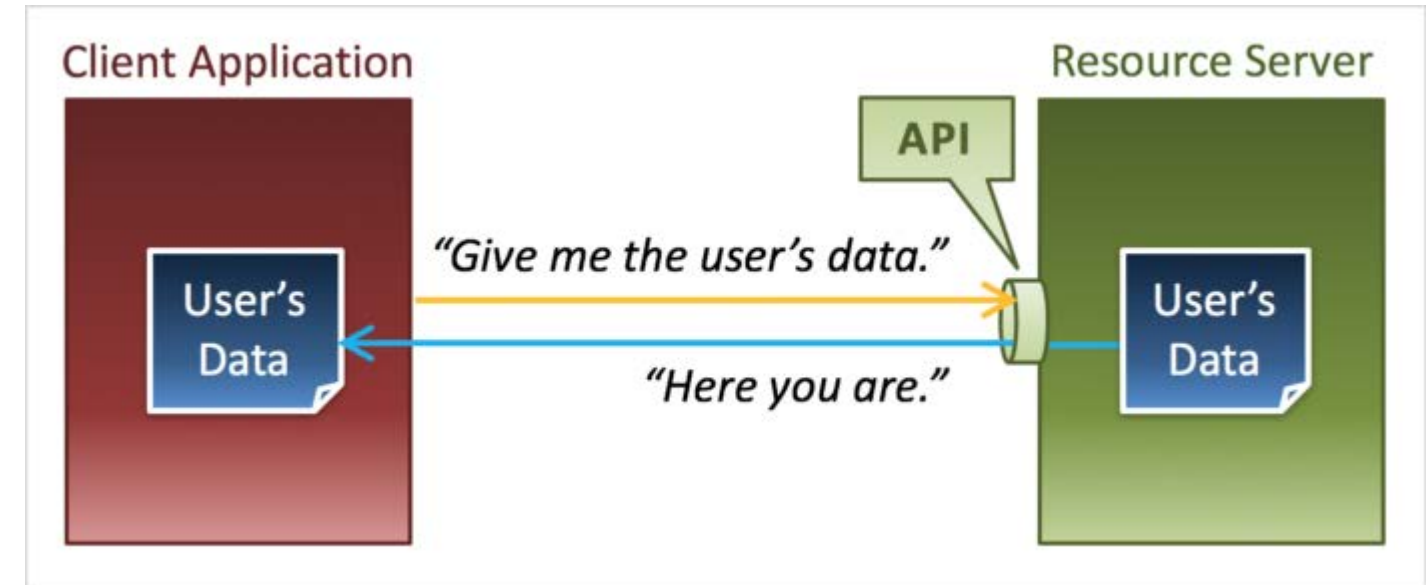 Client Application
Resource Server
API
“Give me the user’s data.”
User’s
Data
User’s
Data
“Here you are.”